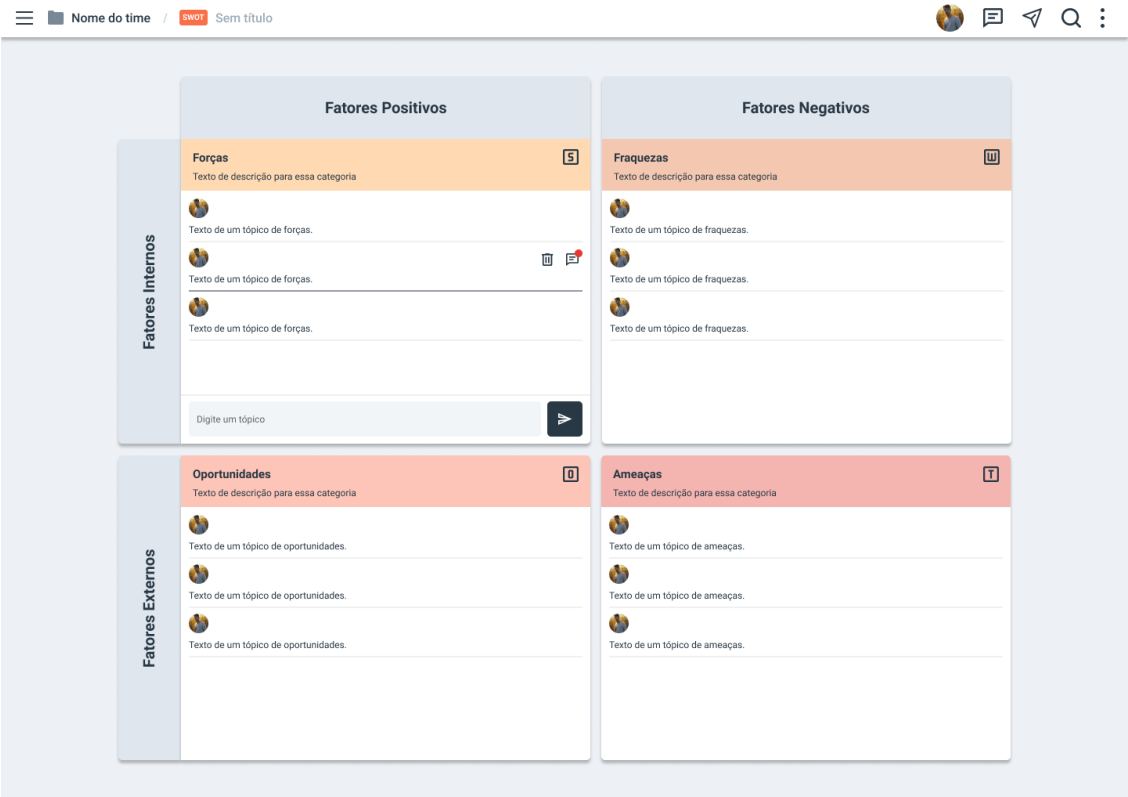 Nome do time / SWOT Sem título
Fatores Positivos
Fatores Negativos
Fatores Internos
Forças S
Texto de descrição para essa categoria
Texto de um tópico de forças.
Texto de um tópico de forças.
Texto de um tópico de forças.
Digite um tópico
Fraquezas W
Texto de descrição para essa categoria
Texto de um tópico de fraquezas.
Texto de um tópico de fraquezas.
Texto de um tópico de fraquezas.
Fatores Externos
Oportunidades O
Texto de descrição para essa categoria
Texto de um tópico de oportunidades.
Texto de um tópico de oportunidades.
Texto de um tópico de oportunidades.
Ameaças T
Texto de descrição para essa categoria
Texto de um tópico de ameaças.
Texto de um tópico de ameaças.
Texto de um tópico de ameaças.